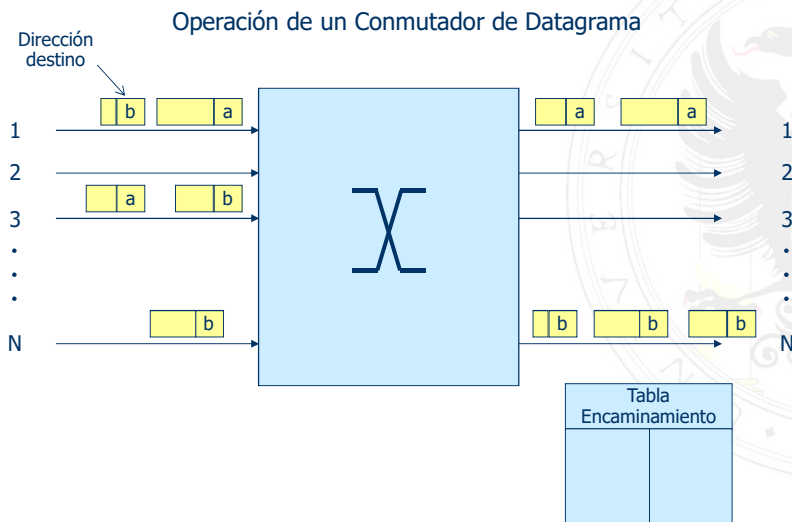 Operación de un Conmutador de Datagrama
Dirección
destino
b a a a
1 1
2 2
a b
3 3
. .
. .
. .
b b b b
N N
Tabla
Encaminamiento